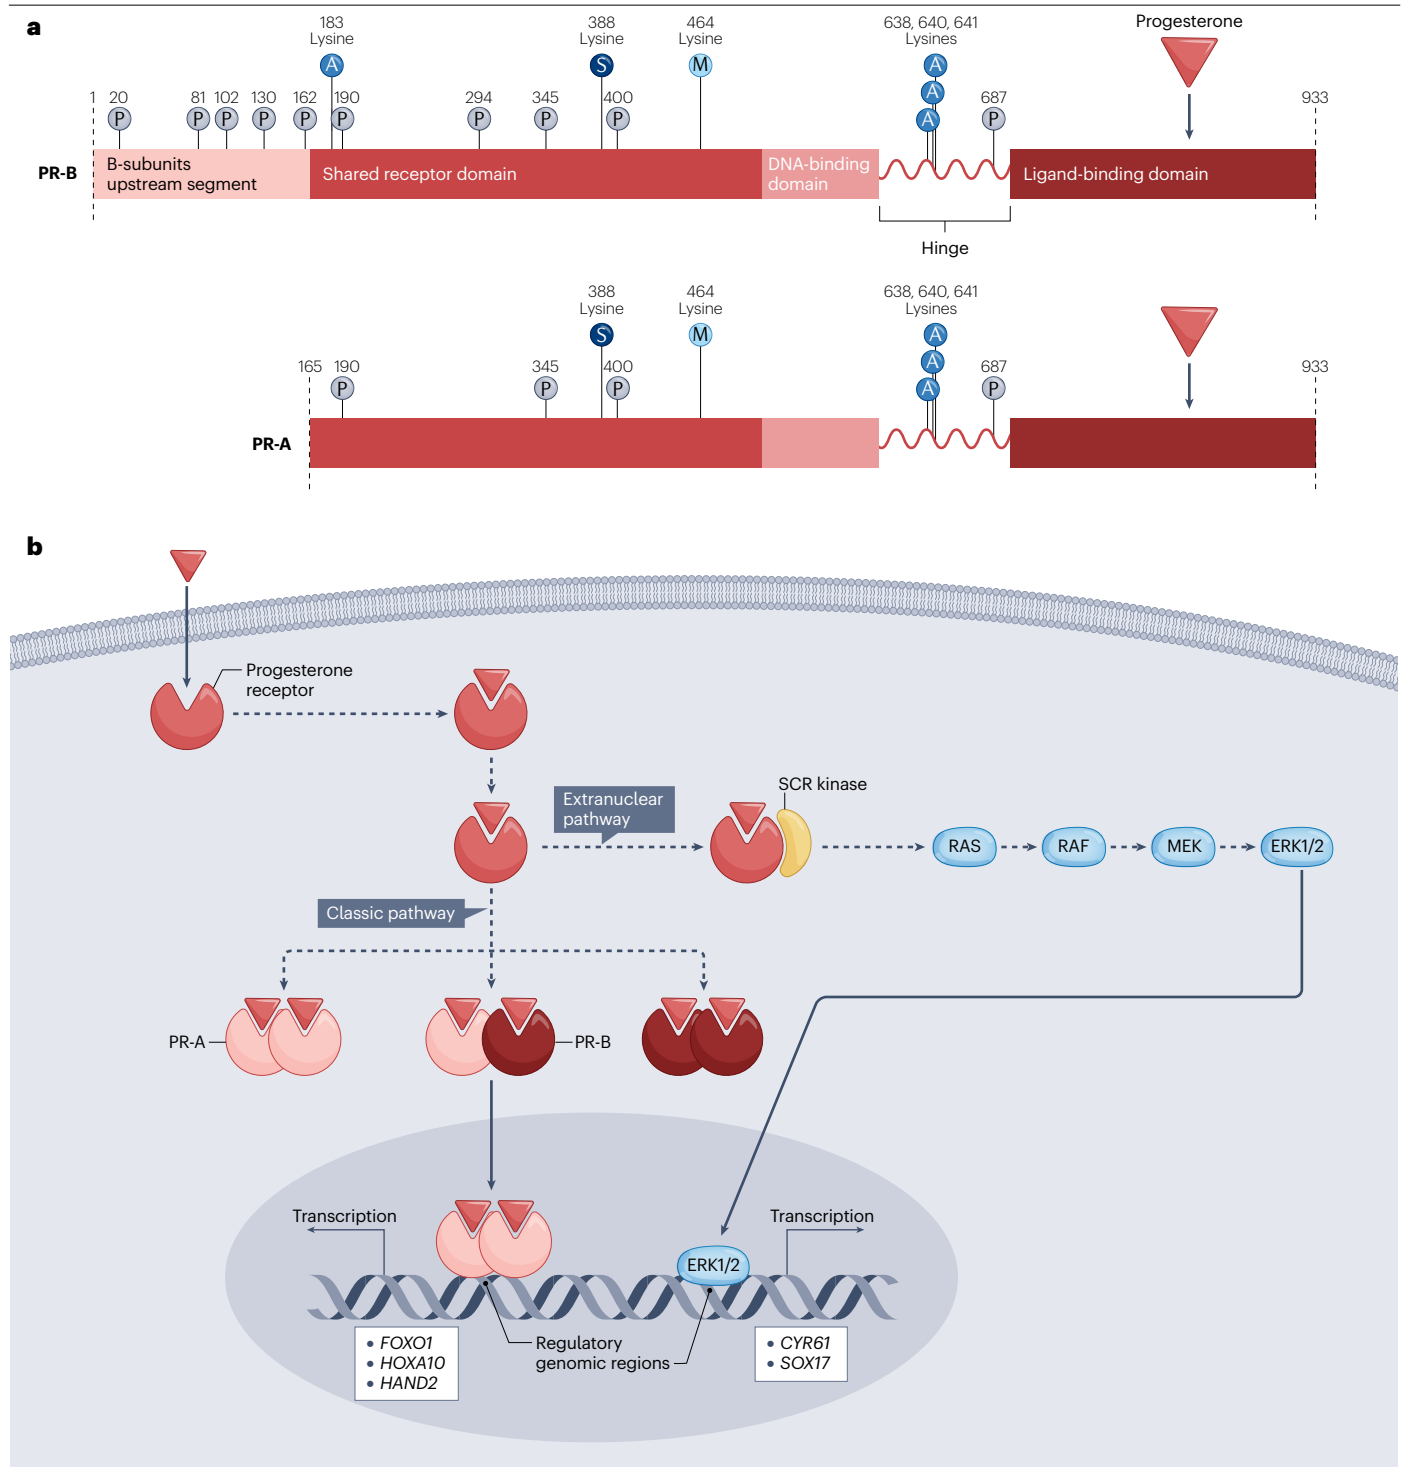 a
183
Lysine
A
388
Lysine
S
464
Lysine
M
638, 640, 641
Lysines
A
A
A
Progesterone
1
20
P
81
P
102
P
130
P
162
P
190
P
294
P
345
P
400
P
687
P
933
PR-B
B-subunits
upstream segment
Shared receptor domain
DNA-binding
domain
Ligand-binding domain
Hinge
388
Lysine
S
464
Lysine
M
638, 640, 641
Lysines
A
A
A
165
190
P
345
P
400
P
687
P
933
PR-A
b
Progesterone
receptor
Extranuclear
pathway
SCR kinase
RAS
RAF
MEK
ERK1/2
Classic pathway
PR-A
PR-B
Transcription
Transcription
ERK1/2
• FOXO1
• HOXA10
• HAND2
Regulatory
genomic regions
• CYR61
• SOX17